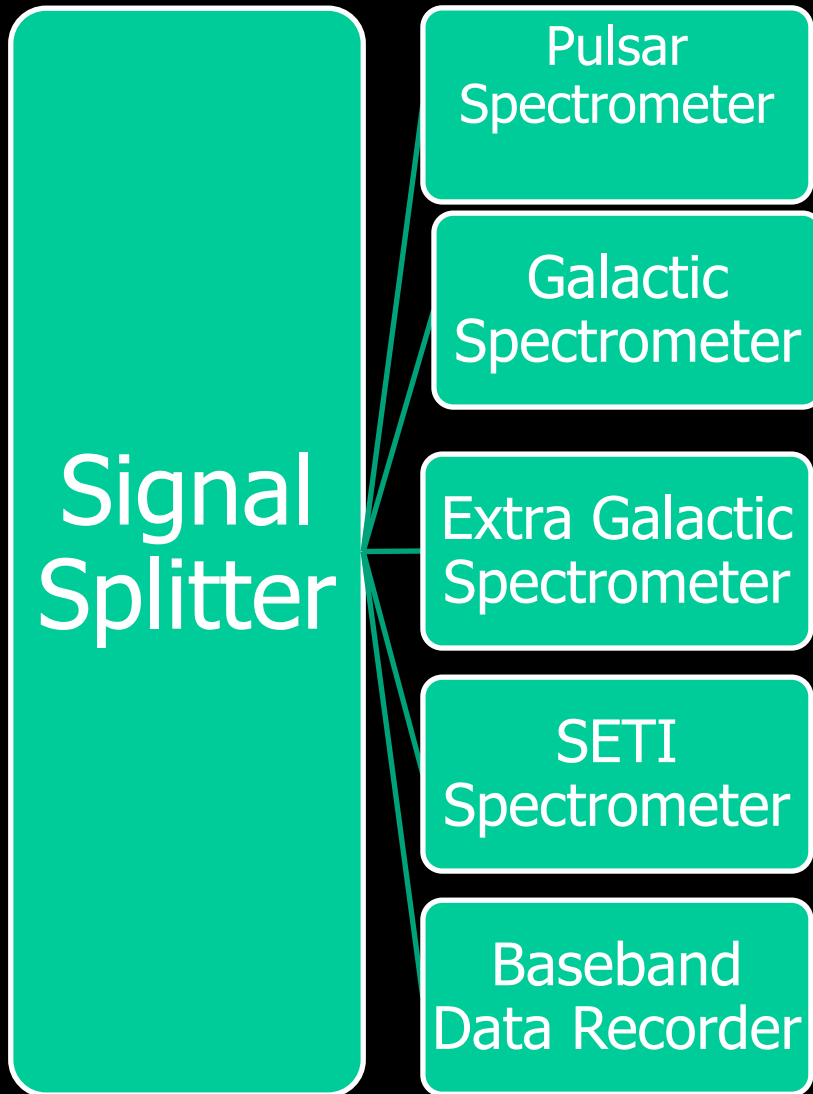 Signal
Splitter
Pulsar
Spectrometer
Galactic
Spectrometer
Extra Galactic
Spectrometer
SETI
Spectrometer
Baseband
Data Recorder